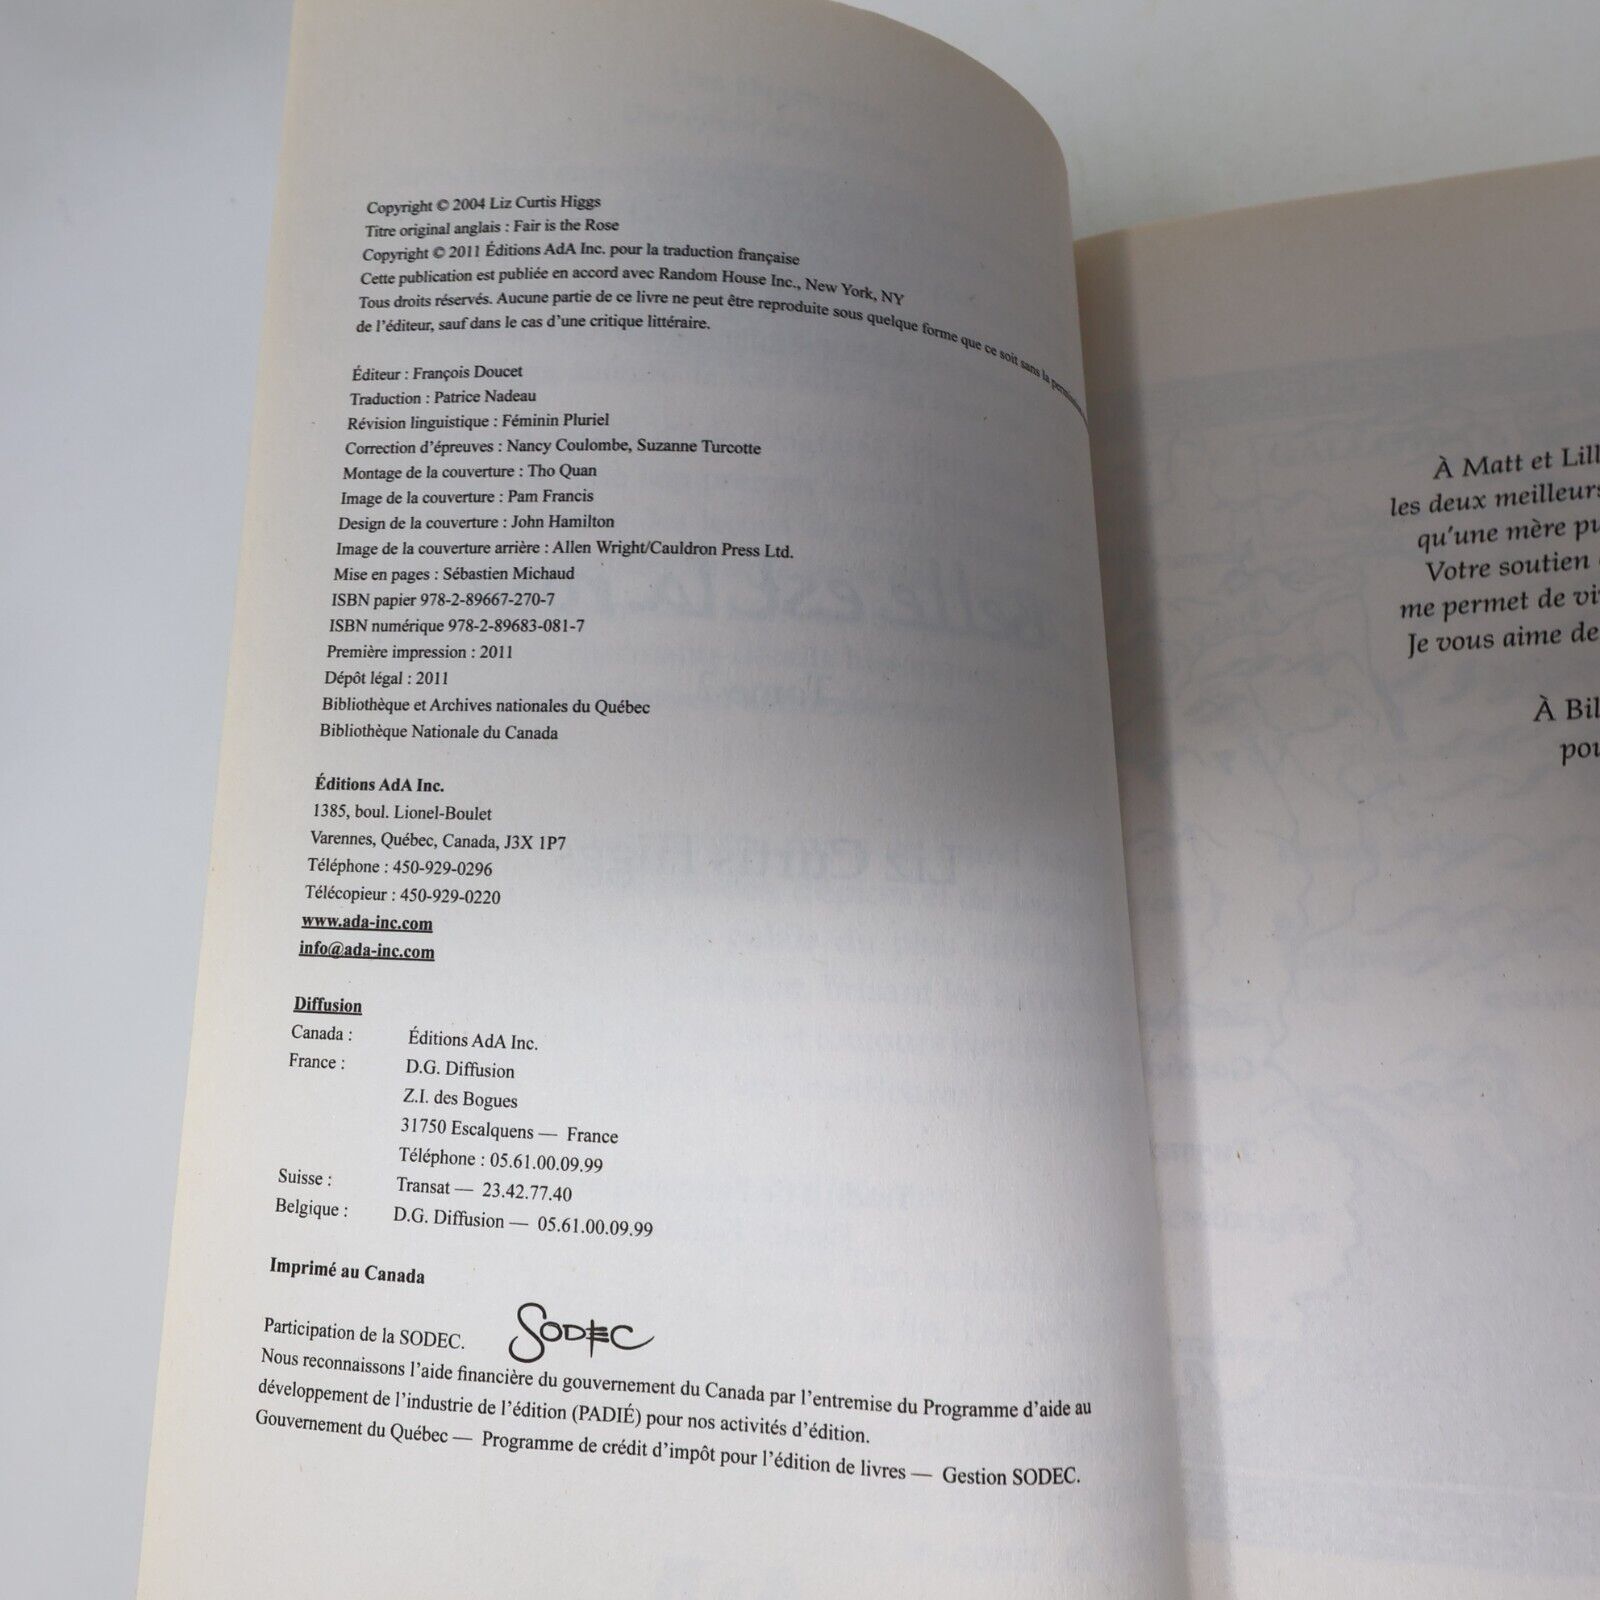 Copyright © 2004 Liz Curtis Higgs
Titre original anglais : Fair is the Rose
Copyright © 2011 Éditions AdA Inc. pour la traduction française
Cette publication est publiée en accord avec Random House Inc., New York, NY
Tous droits réservés. Aucune partie de ce livre ne peut être reproduite sous quelque forme que ce soit sans la permission
de l'éditeur, sauf dans le cas d'une critique littéraire.
Éditeur : François Doucet
Traduction : Patrice Nadeau
Révision linguistique : Féminin Pluriel
Correction d'épreuves : Nancy Coulombe, Suzanne Turcotte
Montage de la couverture : Tho Quan
Image de la couverture : Pam Francis
Design de la couverture : John Hamilton
Image de la couverture arrière : Allen Wright/Cauldron Press Ltd.
Mise en pages : Sébastien Michaud
ISBN papier 978-2-89667-270-7
ISBN numérique 978-2-89683-081-7
Première impression : 2011
Dépôt légal : 2011
Bibliothèque et Archives nationales du Québec
Bibliothèque Nationale du Canada
Éditions AdA Inc.
1385, boul. Lionel-Boulet
Varennes, Québec, Canada, J3X 1P7
Téléphone : 450-929-0296
Télécopieur : 450-929-0220
www.ada-inc.com
info@ada-inc.com
Diffusion
Canada : Éditions AdA Inc.
France : D.G. Diffusion
Z.I. des Bogues
31750 Escalquens — France
Téléphone : 05.61.00.09.99
Suisse : Transat — 23.42.77.40
Belgique : D.G. Diffusion — 05.61.00.09.99
Imprimé au Canada
Participation de la SODEC. SODEC
Nous reconnaissons l'aide financière du gouvernement du Canada par l'entremise du Programme d'aide au
développement de l'industrie de l'édition (PADIÉ) pour nos activités d'édition.
Gouvernement du Québec — Programme de crédit d'impôt pour l'édition de livres — Gestion SODEC.
À Matt et Lill
les deux meilleurs
qu'une mère pu
Votre soutien
me permet de vi
Je vous aime de
À Bil
pou